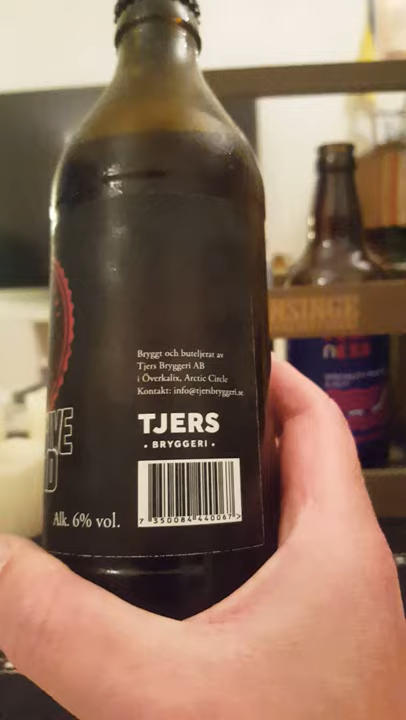 Bryggt och buteljerat av
Tjers Bryggeri AB
i Överkalix, Arctic Circle
Kontakt: info@tjersbryggeri.se
TJERS
• BRYGGERI •
Alk. 6% vol.
7 350084 440067 >